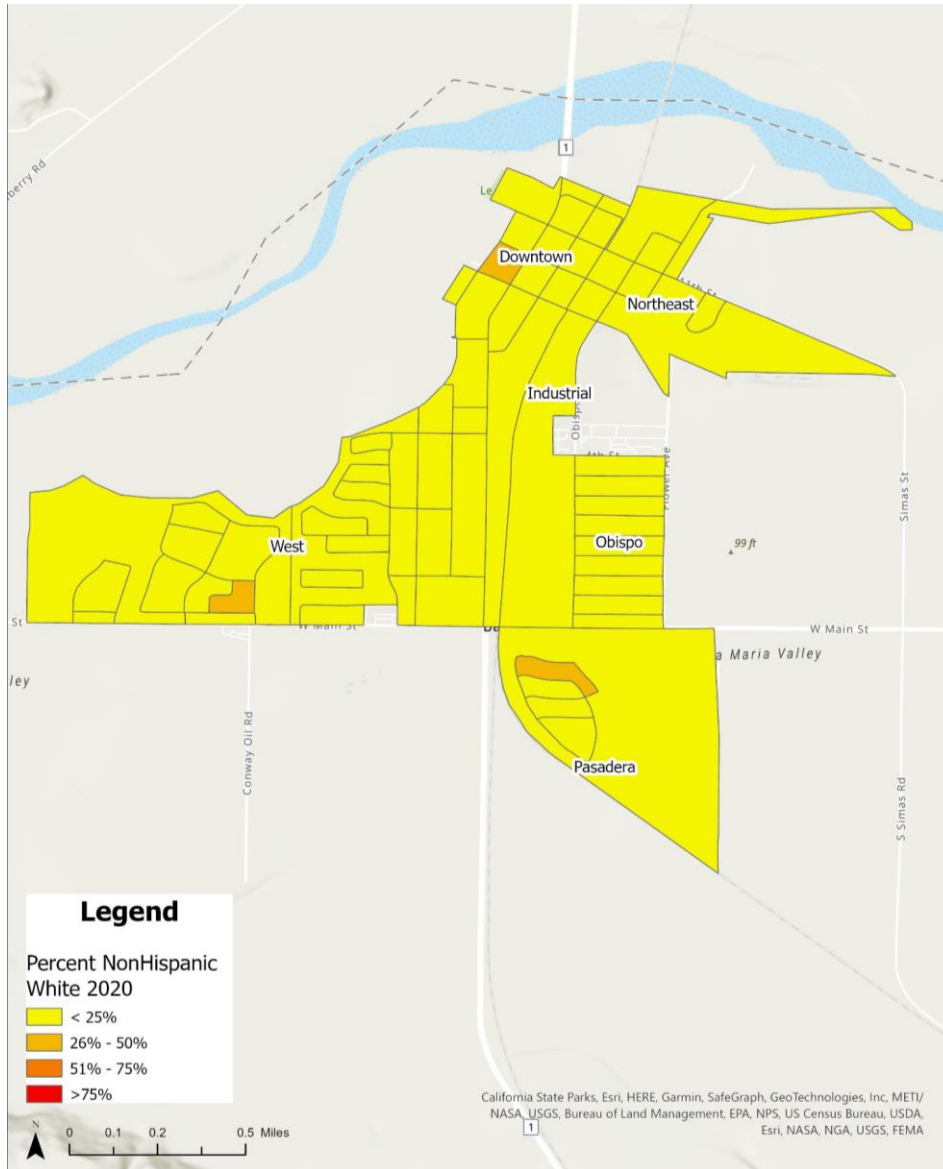 berry Rd
1
Le
Downtown
11th St
Northeast
Industrial
Obispo
4th St
Flower Ave
Simas St
99 ft
West
Obispo
St
W Main St
W Main St
a Maria Valley
ley
Conway Oil Rd
Pasadera
S Simas Rd
Legend
Percent NonHispanic
White 2020
< 25%
26% - 50%
51% - 75%
>75%
N
0 0.1 0.2 0.5 Miles
1
California State Parks, Esri, HERE, Garmin, SafeGraph, GeoTechnologies, Inc, METI/
NASA, USGS, Bureau of Land Management, EPA, NPS, US Census Bureau, USDA,
Esri, NASA, NGA, USGS, FEMA